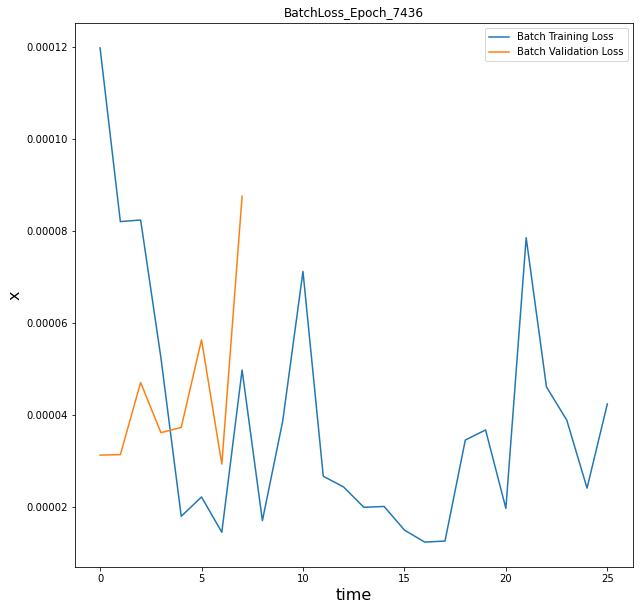 BatchLoss_Epoch_7436
Batch Training Loss
Batch Validation Loss
0.00012
0.00010
0.00008
0.00006
0.00004
0.00002
x
0 5 10 15 20 25
time